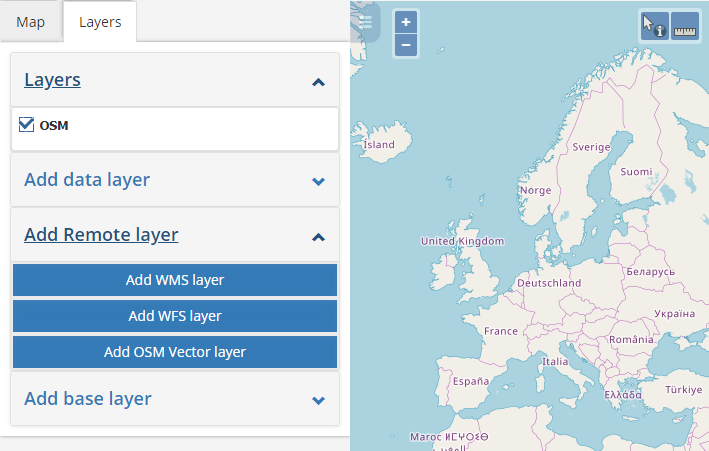 Map
Layers
Layers
OSM
Add data layer
Add Remote layer
Add WMS layer
Add WFS layer
Add OSM Vector layer
Add base layer
+
−
Island
Sverige
Suomi
Norge
United Kingdom
Беларусь
Deutschland
Україна
France
România
Italia
España
Türkiye
Ελλάδα
Maroc ⵍⵎⵖⵔⵉⴱ